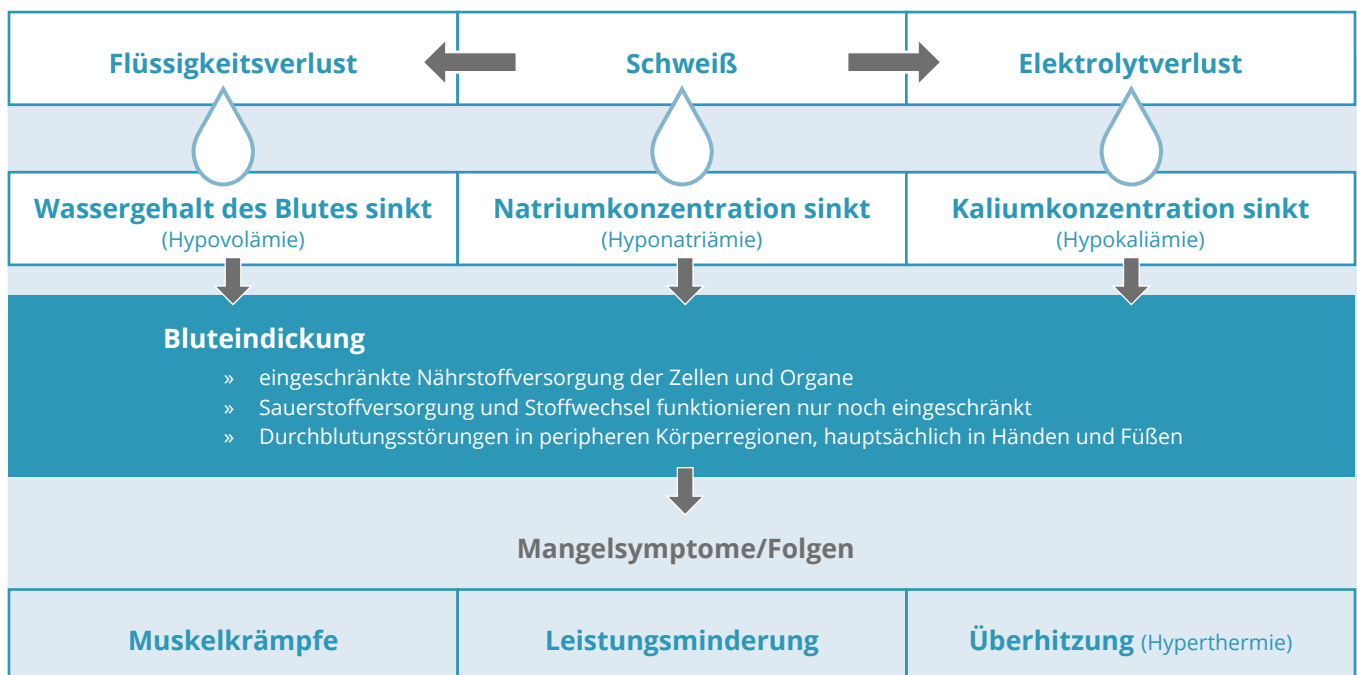 Flüssigkeitsverlust
Schweiß
Elektrolytverlust
Wassergehalt des Blutes sinkt
(Hypovolämie)
Natriumkonzentration sinkt
(Hyponatriämie)
Kaliumkonzentration sinkt
(Hypokaliämie)
Bluteindickung
» eingeschränkte Nährstoffversorgung der Zellen und Organe
» Sauerstoffversorgung und Stoffwechsel funktionieren nur noch eingeschränkt
» Durchblutungsstörungen in peripheren Körperregionen, hauptsächlich in Händen und Füßen
Mangelsymptome/Folgen
Muskelkrämpfe
Leistungsminderung
Überhitzung (Hyperthermie)